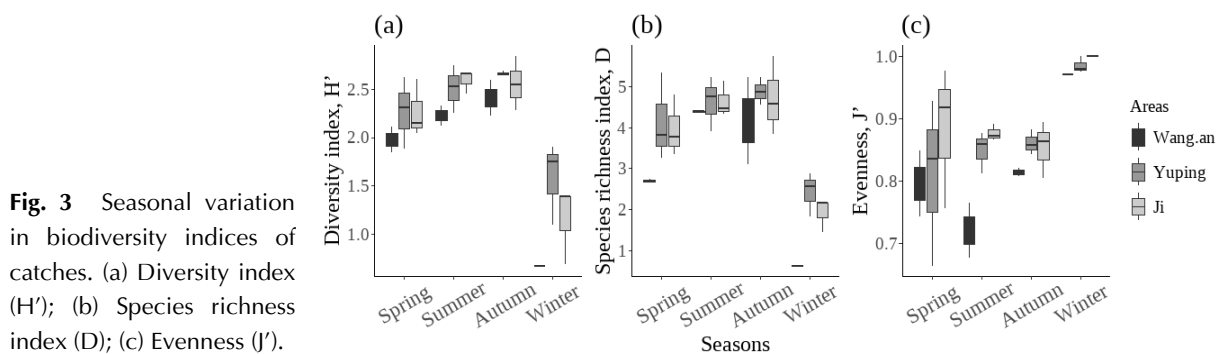 Fig. 3 Seasonal variation
in biodiversity indices of
catches. (a) Diversity index
(H’); (b) Species richness
index (D); (c) Evenness (J’).
(a)
Diversity index, H’
2.5
2.0
1.5
1.0
Spring
Summer
Autumn
Winter
(b)
Species richness index, D
5
4
3
2
1
Spring
Summer
Autumn
Winter
Seasons
(c)
Evenness, J’
1.0
0.9
0.8
0.7
Spring
Summer
Autumn
Winter
Areas
Wang.an
Yuping
Ji